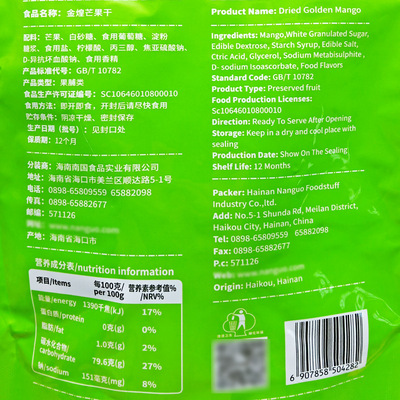 食品名称：金煌芒果干
配料：芒果、白砂糖、食用葡萄糖、淀粉
糖浆、食用盐、柠檬酸、丙三醇、焦亚硫酸钠、
D-异抗坏血酸钠、食用香精
产品标准代号：GB/T 10782
产品类型：果脯类
食品生产许可证编号：SC10646010800010
食用方法：即开即食，开封后请尽快食用
贮存条件：阴凉干燥、密封保存
生产日期（批号）：见封口处
保质期：12个月
分装商：海南南国食品实业有限公司
地址：海南省海口市美兰区顺达路5-1号
电话：0898-65809559 65882908
传真：0898-65882098
邮编：571126
产地：海南省海口市
营养成分表/nutrition information
项目/Items 每100克/per 100g 营养素参考值%/NRV%
能量/energy 1390千焦(kJ) 17%
蛋白质/protein 0克(g) 0%
脂肪/fat 1.0克(g) 2%
碳水化合物/carbohydrate 79.6克(g) 27%
钠/sodium 151毫克(mg) 8%
Product Name: Dried Golden Mango
Ingredients: Mango,White Granulated Sugar,
Edible Dextrose, Starch Syrup, Edible Salt,
Ctric Acid, Glycerol, Sodium Metabisulphite ,
D- sodium Isoascorbate, Food Flavors
Standard Code: GB/T 10782
Product Type: Preserved fruit
Food Production Licenses:
SC10646010800010
Direction: Ready To Serve After Opening
Storage: Keep in a dry and cool place with
sealing
Production Date: Show On The Sealing
Shelf Life: 12 Months
Packer: Hainan Nanguo Foodstuff
Industry Co.,Ltd.
Add: No.5-1 Shunda Rd, Meilan District,
Haikou City, Hainan, China
Tel: 0898-65809559 65882908
Fax: 0898-65882098
P.c: 571126
Origin: Haikou, Hainan
6 907858 504282